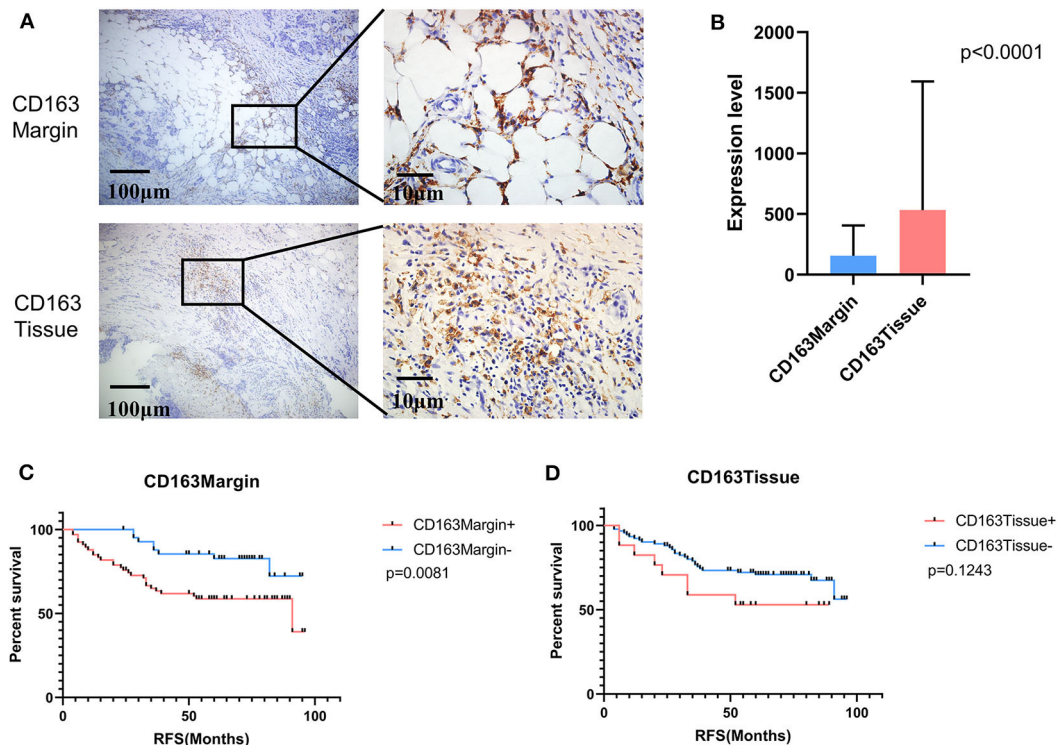 A
CD163
Margin
100μm
10μm
CD163
Tissue
100μm
10μm
B
p<0.0001
Expression level
2000
1500
1000
500
0
CD163Margin
CD163Tissue
C
CD163Margin
Percent survival
100
50
0
0
50
100
RFS(Months)
CD163Margin+
CD163Margin-
p=0.0081
D
CD163Tissue
Percent survival
100
50
0
0
50
100
RFS(Months)
CD163Tissue+
CD163Tissue-
p=0.1243